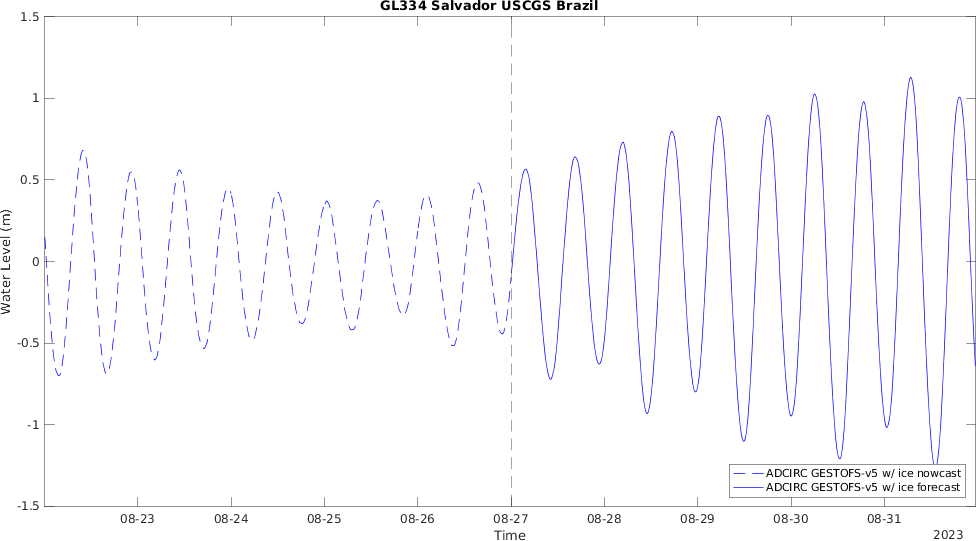 GL334 Salvador USCGS Brazil
1.5
1
0.5
0
-0.5
-1
-1.5
Water Level (m)
ADCIRC GESTOFS-v5 w/ ice nowcast
ADCIRC GESTOFS-v5 w/ ice forecast
08-23 08-24 08-25 08-26 08-27 08-28 08-29 08-30 08-31
Time
2023